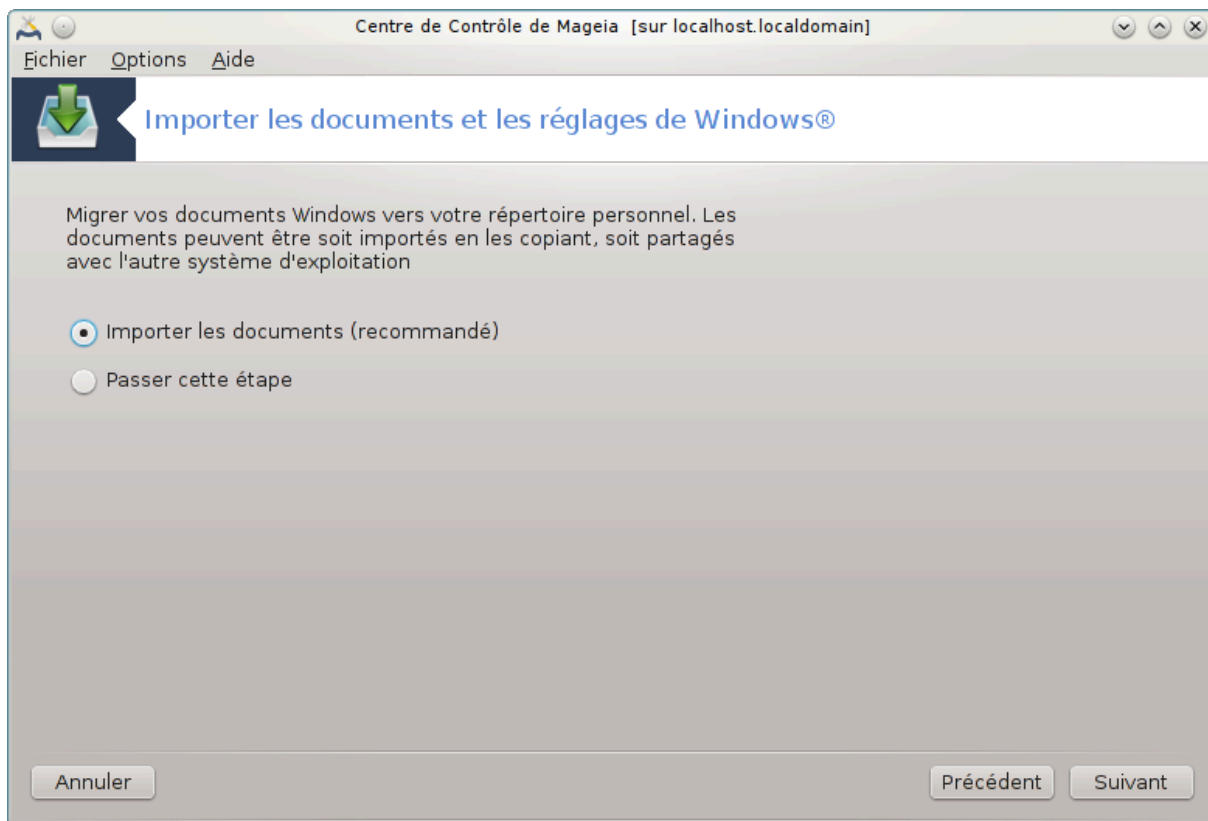 Centre de Contrôle de Mageia [sur localhost.localdomain]
Fichier Options Aide
Importer les documents et les réglages de Windows®
Migrer vos documents Windows vers votre répertoire personnel. Les
documents peuvent être soit importés en les copiant, soit partagés
avec l'autre système d'exploitation
Importer les documents (recommandé)
Passer cette étape
Annuler Précédent Suivant